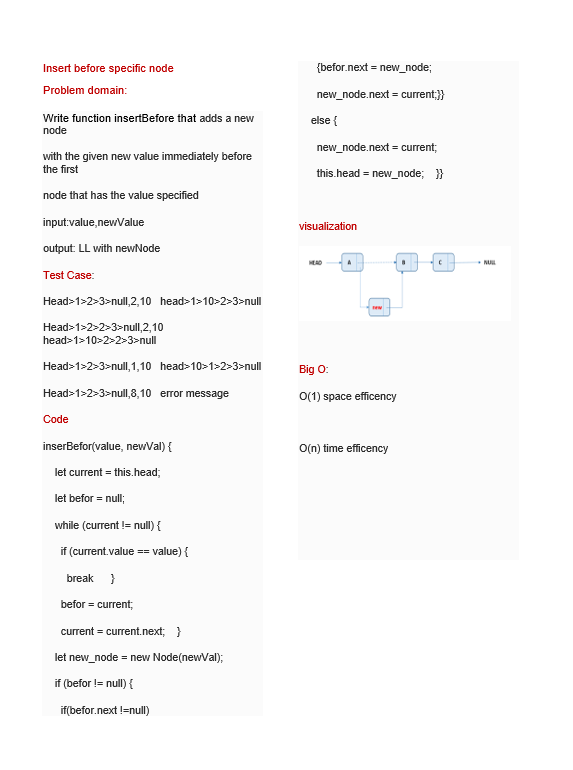 Insert before specific node
Problem domain:
Write function insertBefore that adds a new
node
with the given new value immediately before
the first
node that has the value specified
input:value,newValue
output: LL with newNode
Test Case:
Head>1>2>3>null,2,10   head>1>10>2>3>null
Head>1>2>2>3>null,2,10
head>1>10>2>2>3>null
Head>1>2>3>null,1,10   head>10>1>2>3>null
Head>1>2>3>null,8,10   error message
Code
inserBefor(value, newVal) {
let current = this.head;
let befor = null;
while (current != null) {
if (current.value == value) {
break      }
befor = current;
current = current.next;    }
let new_node = new Node(newVal);
if (befor != null) {
if(befor.next !=null)
{befor.next = new_node;
new_node.next = current;}}
else {
new_node.next = current;
this.head = new_node;    }}
visualization
HEAD A B C NULL
new
Big O:
O(1) space efficency
O(n) time efficency